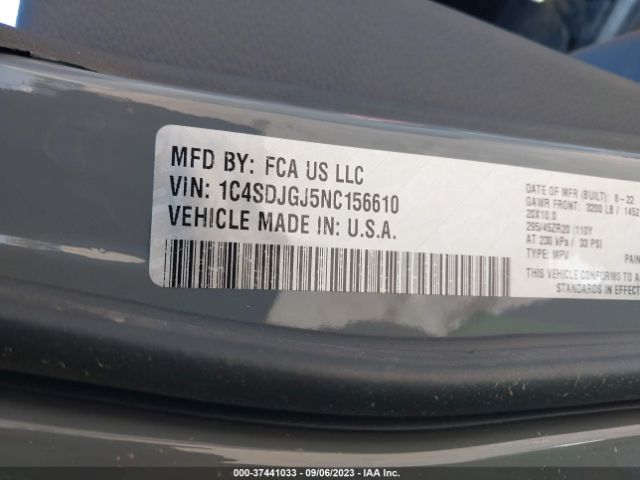 MFD BY: FCA US LLC
VIN: 1C4SDJGJ5NC156610
VEHICLE MADE IN: U.S.A.
DATE OF MFR (BUILT): 8-22
GAWR FRONT: 3200 LB / 1452
20X10.0
295/45ZR20 (110Y
AT 230 kPa / 33 PSI
TYPE: MPV PAIN
THIS VEHICLE CONFORMS TO A
STANDARDS IN EFFECT
000-37441033 - 09/06/2023 - IAA Inc.